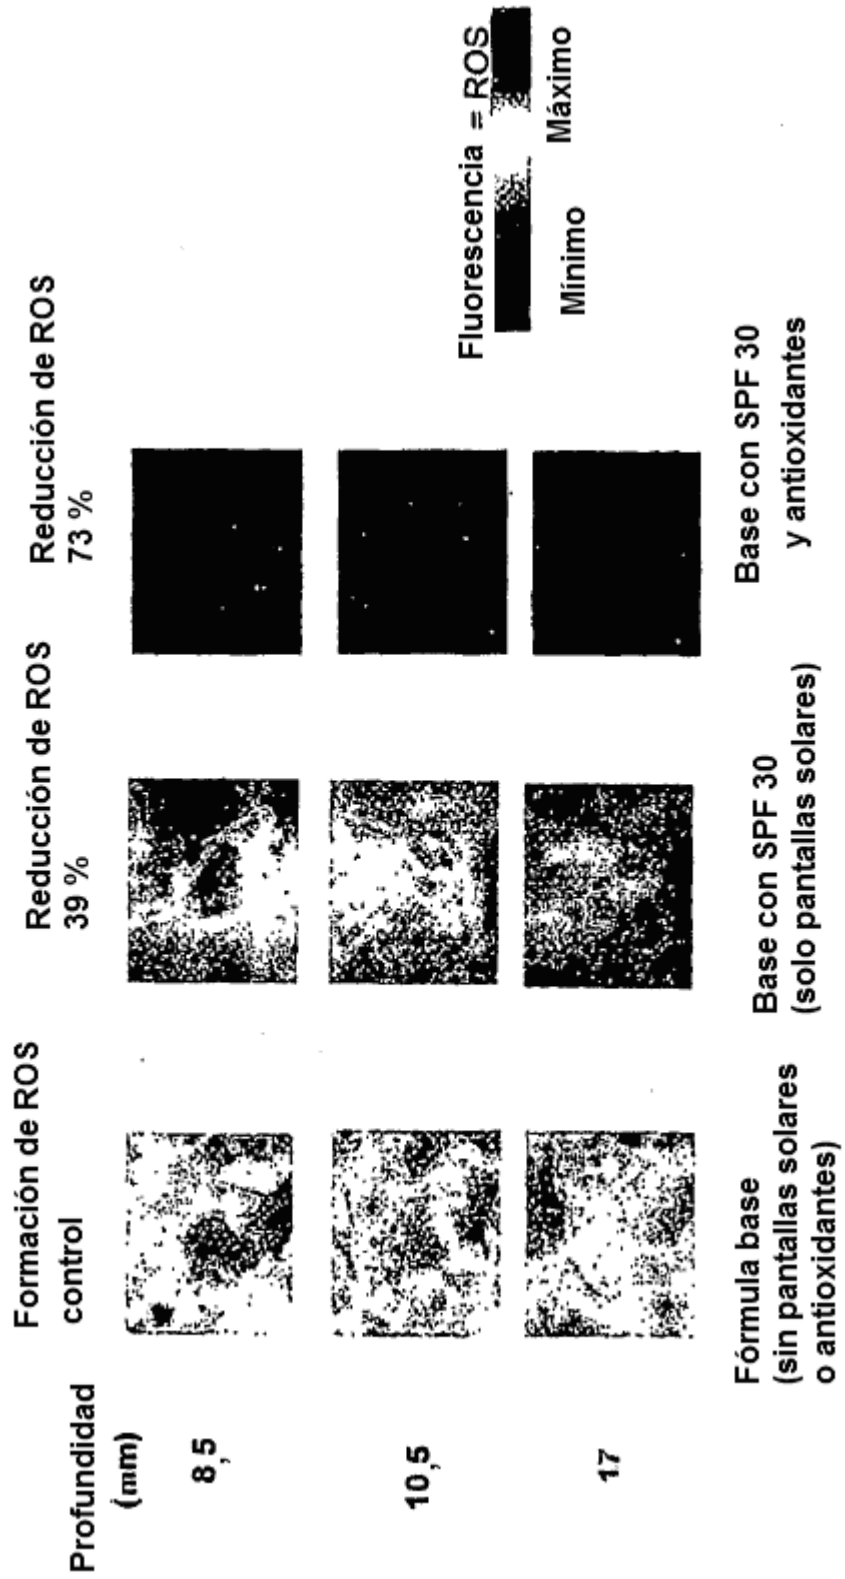 Profundidad
(mm)
8,5
10,5
17
Formación de ROS
control
Reducción de ROS
39 %
Reducción de ROS
73 %
Fórmula base
(sin pantallas solares
o antioxidantes)
Base con SPF 30
(solo pantallas solares)
Base con SPF 30
y antioxidantes
Fluorescencia = ROS
Mínimo
Máximo